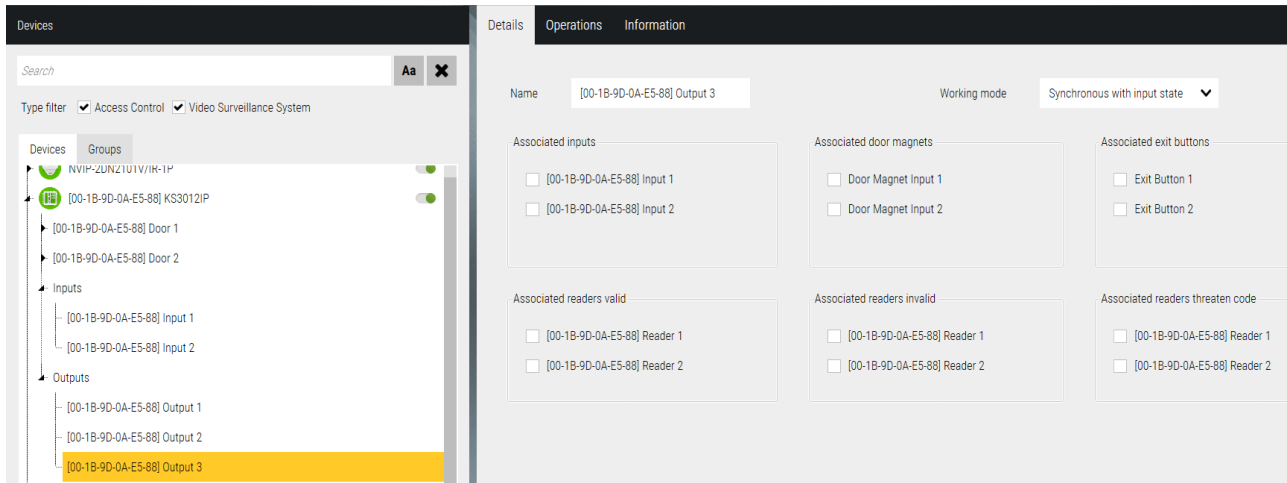 Devices
Search
Aa
Type filter Access Control Video Surveillance System
Devices Groups
NVIP-2DN2101V/IR-1P
[00-1B-9D-0A-E5-88] KS3012IP
[00-1B-9D-0A-E5-88] Door 1
[00-1B-9D-0A-E5-88] Door 2
Inputs
[00-1B-9D-0A-E5-88] Input 1
[00-1B-9D-0A-E5-88] Input 2
Outputs
[00-1B-9D-0A-E5-88] Output 1
[00-1B-9D-0A-E5-88] Output 2
[00-1B-9D-0A-E5-88] Output 3
Details Operations Information
Name [00-1B-9D-0A-E5-88] Output 3 Working mode Synchronous with input state
Associated inputs
[00-1B-9D-0A-E5-88] Input 1
[00-1B-9D-0A-E5-88] Input 2
Associated door magnets
Door Magnet Input 1
Door Magnet Input 2
Associated exit buttons
Exit Button 1
Exit Button 2
Associated readers valid
[00-1B-9D-0A-E5-88] Reader 1
[00-1B-9D-0A-E5-88] Reader 2
Associated readers invalid
[00-1B-9D-0A-E5-88] Reader 1
[00-1B-9D-0A-E5-88] Reader 2
Associated readers threaten code
[00-1B-9D-0A-E5-88] Reader 1
[00-1B-9D-0A-E5-88] Reader 2